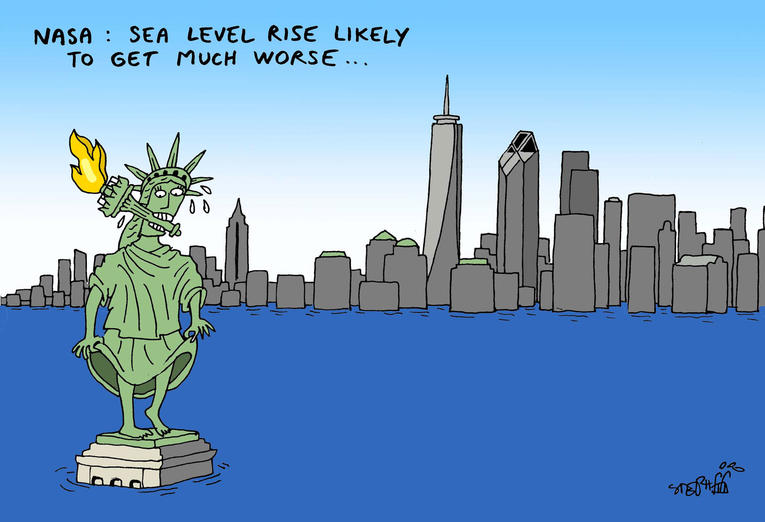 NASA : SEA LEVEL RISE LIKELY
TO GET MUCH WORSE...